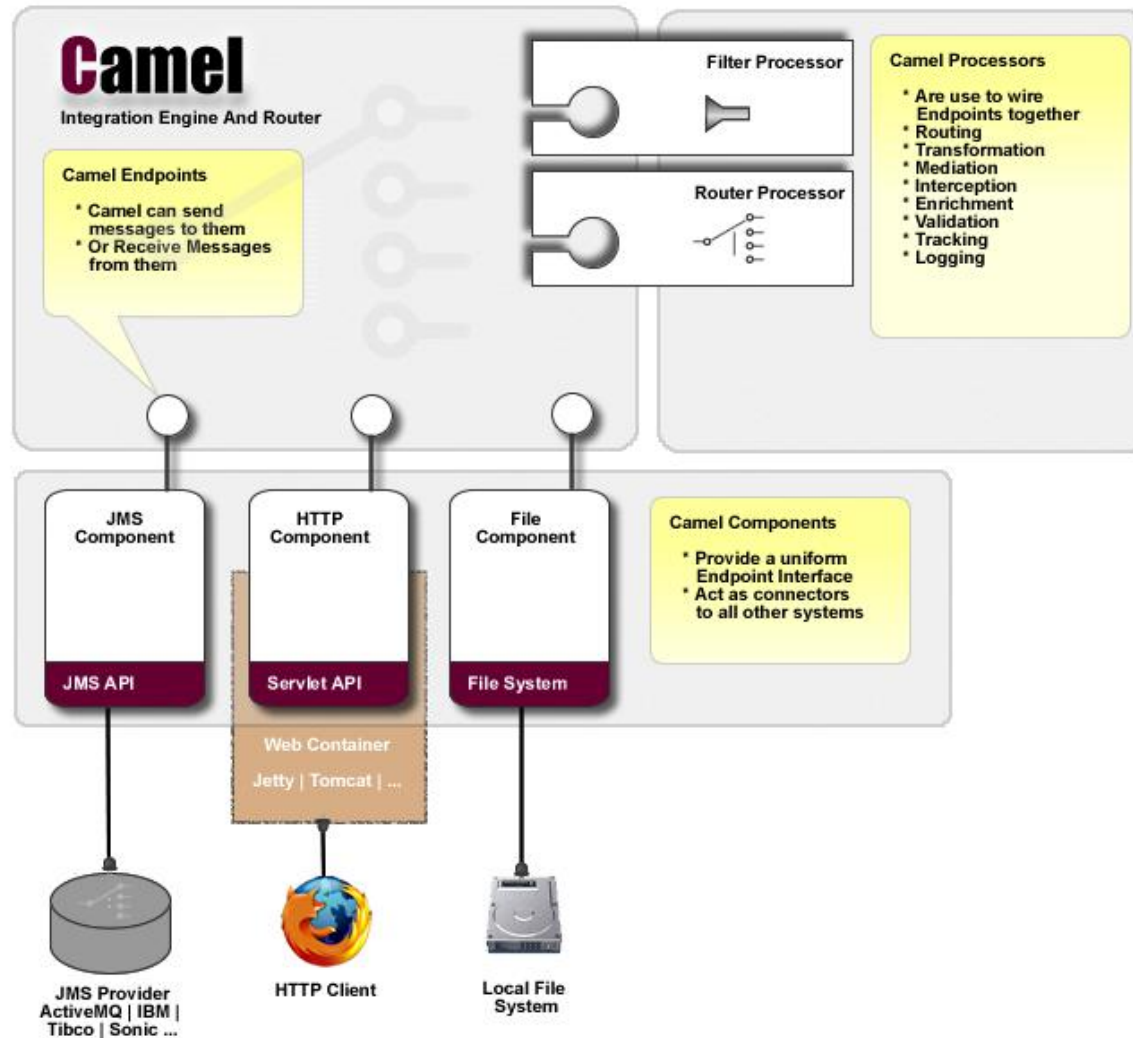 Camel
Integration Engine And Router
Camel Endpoints
* Camel can send
messages to them
* Or Receive Messages
from them
Filter Processor
Router Processor
Camel Processors
* Are use to wire
Endpoints together
* Routing
* Transformation
* Mediation
* Interception
* Enrichment
* Validation
* Tracking
* Logging
JMS
Component
JMS API
HTTP
Component
Servlet API
File
Component
File System
Camel Components
* Provide a uniform
Endpoint Interface
* Act as connectors
to all other systems
Web Container
Jetty | Tomcat | ...
JMS Provider
ActiveMQ | IBM |
Tibco | Sonic ...
HTTP Client
Local File
System